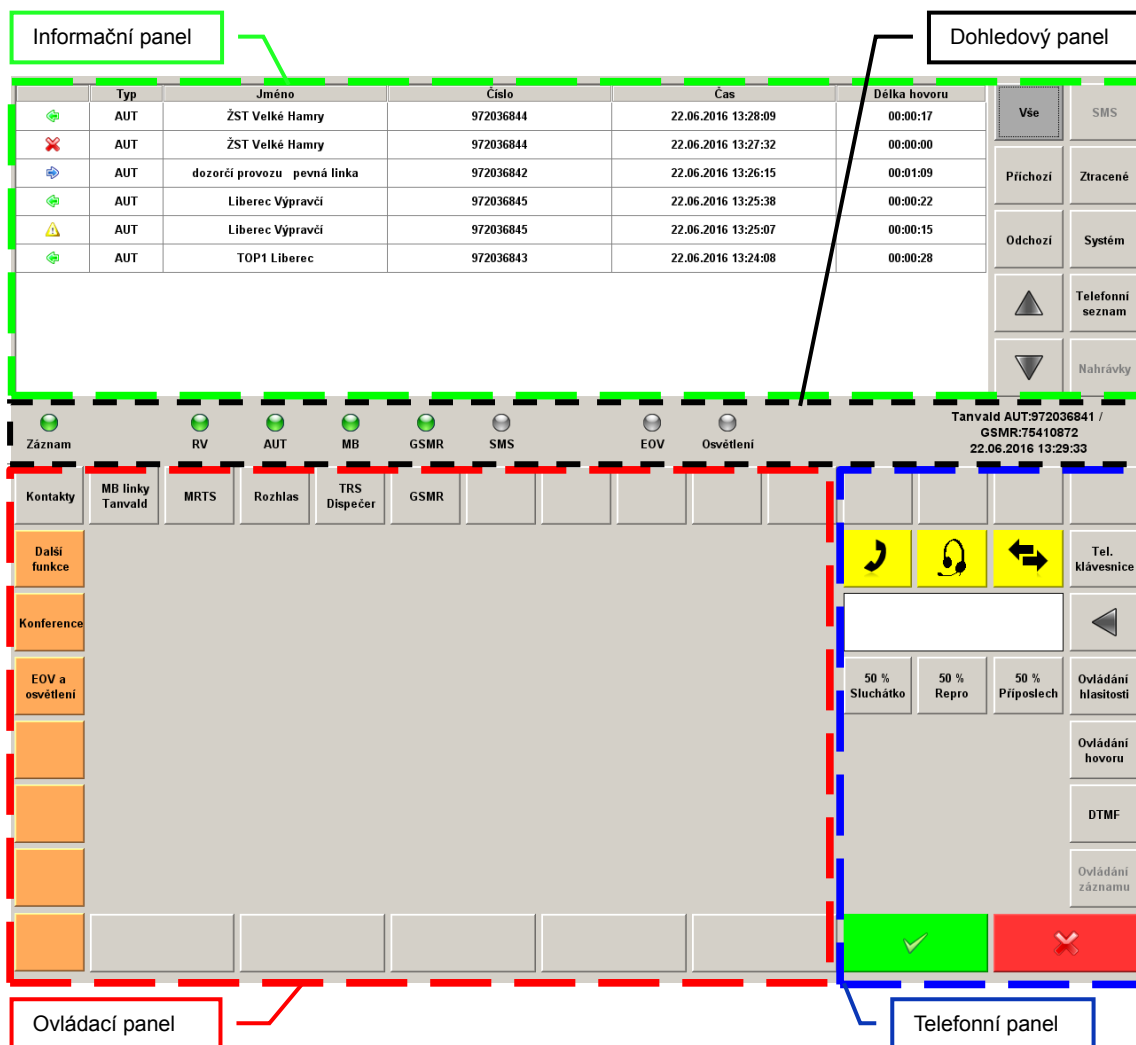 Informační panel
Dohledový panel
Typ Jméno Číslo Čas Délka hovoru
AUT ŽST Velké Hamry 972036844 22.06.2016 13:28:09 00:00:17
AUT ŽST Velké Hamry 972036844 22.06.2016 13:27:32 00:00:00
AUT dozorčí provozu pevná linka 972036842 22.06.2016 13:26:15 00:01:09
AUT Liberec Výpravčí 972036845 22.06.2016 13:25:38 00:00:22
AUT Liberec Výpravčí 972036845 22.06.2016 13:25:07 00:00:15
AUT TOP1 Liberec 972036843 22.06.2016 13:24:08 00:00:28
Vše SMS
Příchozí Ztracené
Odchozí Systém
Telefonní
seznam
Nahrávky
Záznam RV AUT MB GSMR SMS EOV Osvětlení
Tanvald AUT:972036841 /
GSMR:75410872
22.06.2016 13:29:33
Kontakty
MB linky
Tanvald
MRTS
Rozhlas
TRS
Dispečer
GSMR
Další
funkce
Konference
EOV a
osvětlení
Tel.
klávesnice
50 %
Sluchátko
50 %
Repro
50 %
Příposlech
Ovládání
hlasitosti
Ovládání
hovoru
DTMF
Ovládání
záznamu
Ovládací panel
Telefonní panel